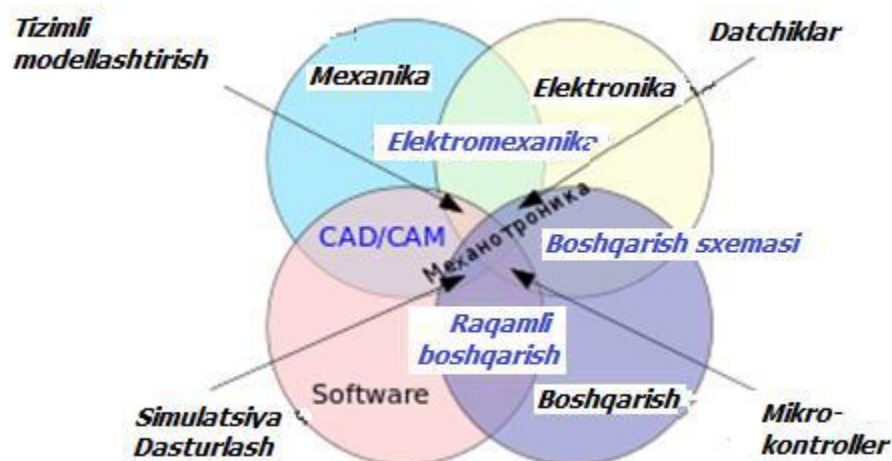 Tizimli
modellashtirish
Datchiklar
Mexanika
Elektronika
Elektromexanika
CAD/CAM
Механотроника
Boshqarish sxemasi
Raqamli
boshqarish
Software
Boshqarish
Simulatsiya
Dasturlash
Mikro-
kontroller